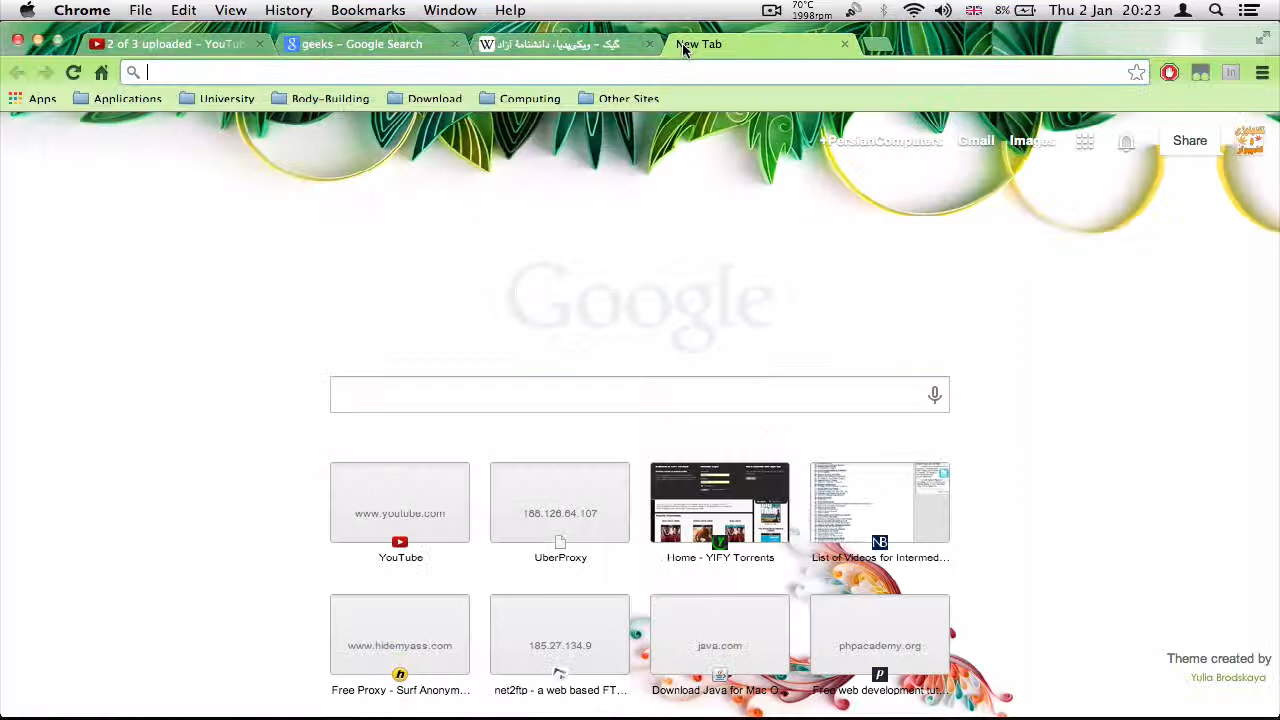 Chrome File Edit View History Bookmarks Window Help 70°C 1998rpm 8% Thu 2 Jan 20:23
2 of 3 uploaded – YouTub
geeks – Google Search
گیک - ویکی‌پدیا، دانشنامهٔ آزاد
New Tab
Apps Applications University Body-Building Download Computing Other Sites
+PersianComputers Gmail Images Share
Google
www.youtube.com
YouTube
UberProxy
Home - YIFY Torrents
NB
List of Videos for Intermed...
www.hidemyass.com
185.27.134.9
java.com
phpacademy.org
Free Proxy - Surf Anonym...
net2ftp - a web based FT...
Download Java for Mac O...
Free web development tut...
Theme created by
Yulia Brodskaya